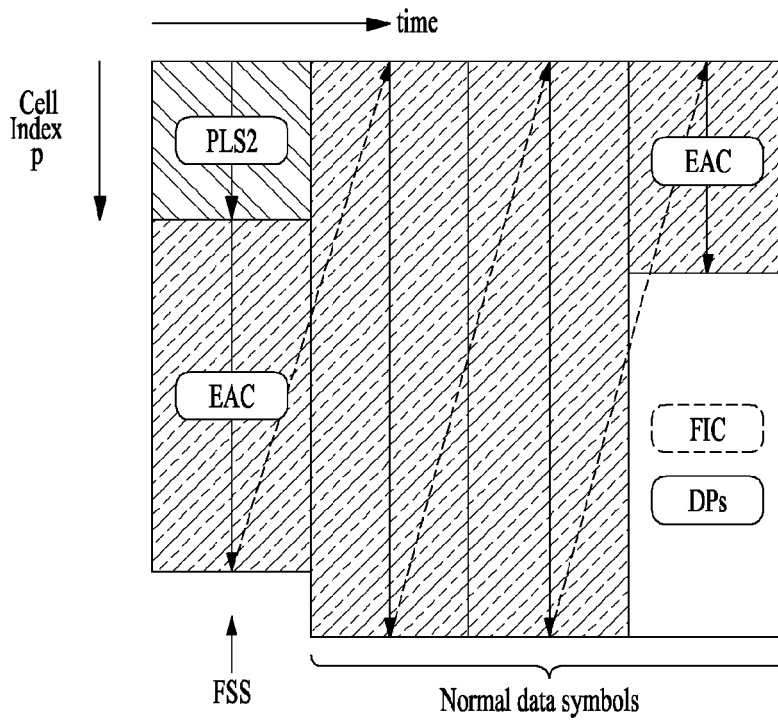 time
Cell
Index
p
PLS2
EAC
EAC
FIC
DPs
FSS
Normal data symbols